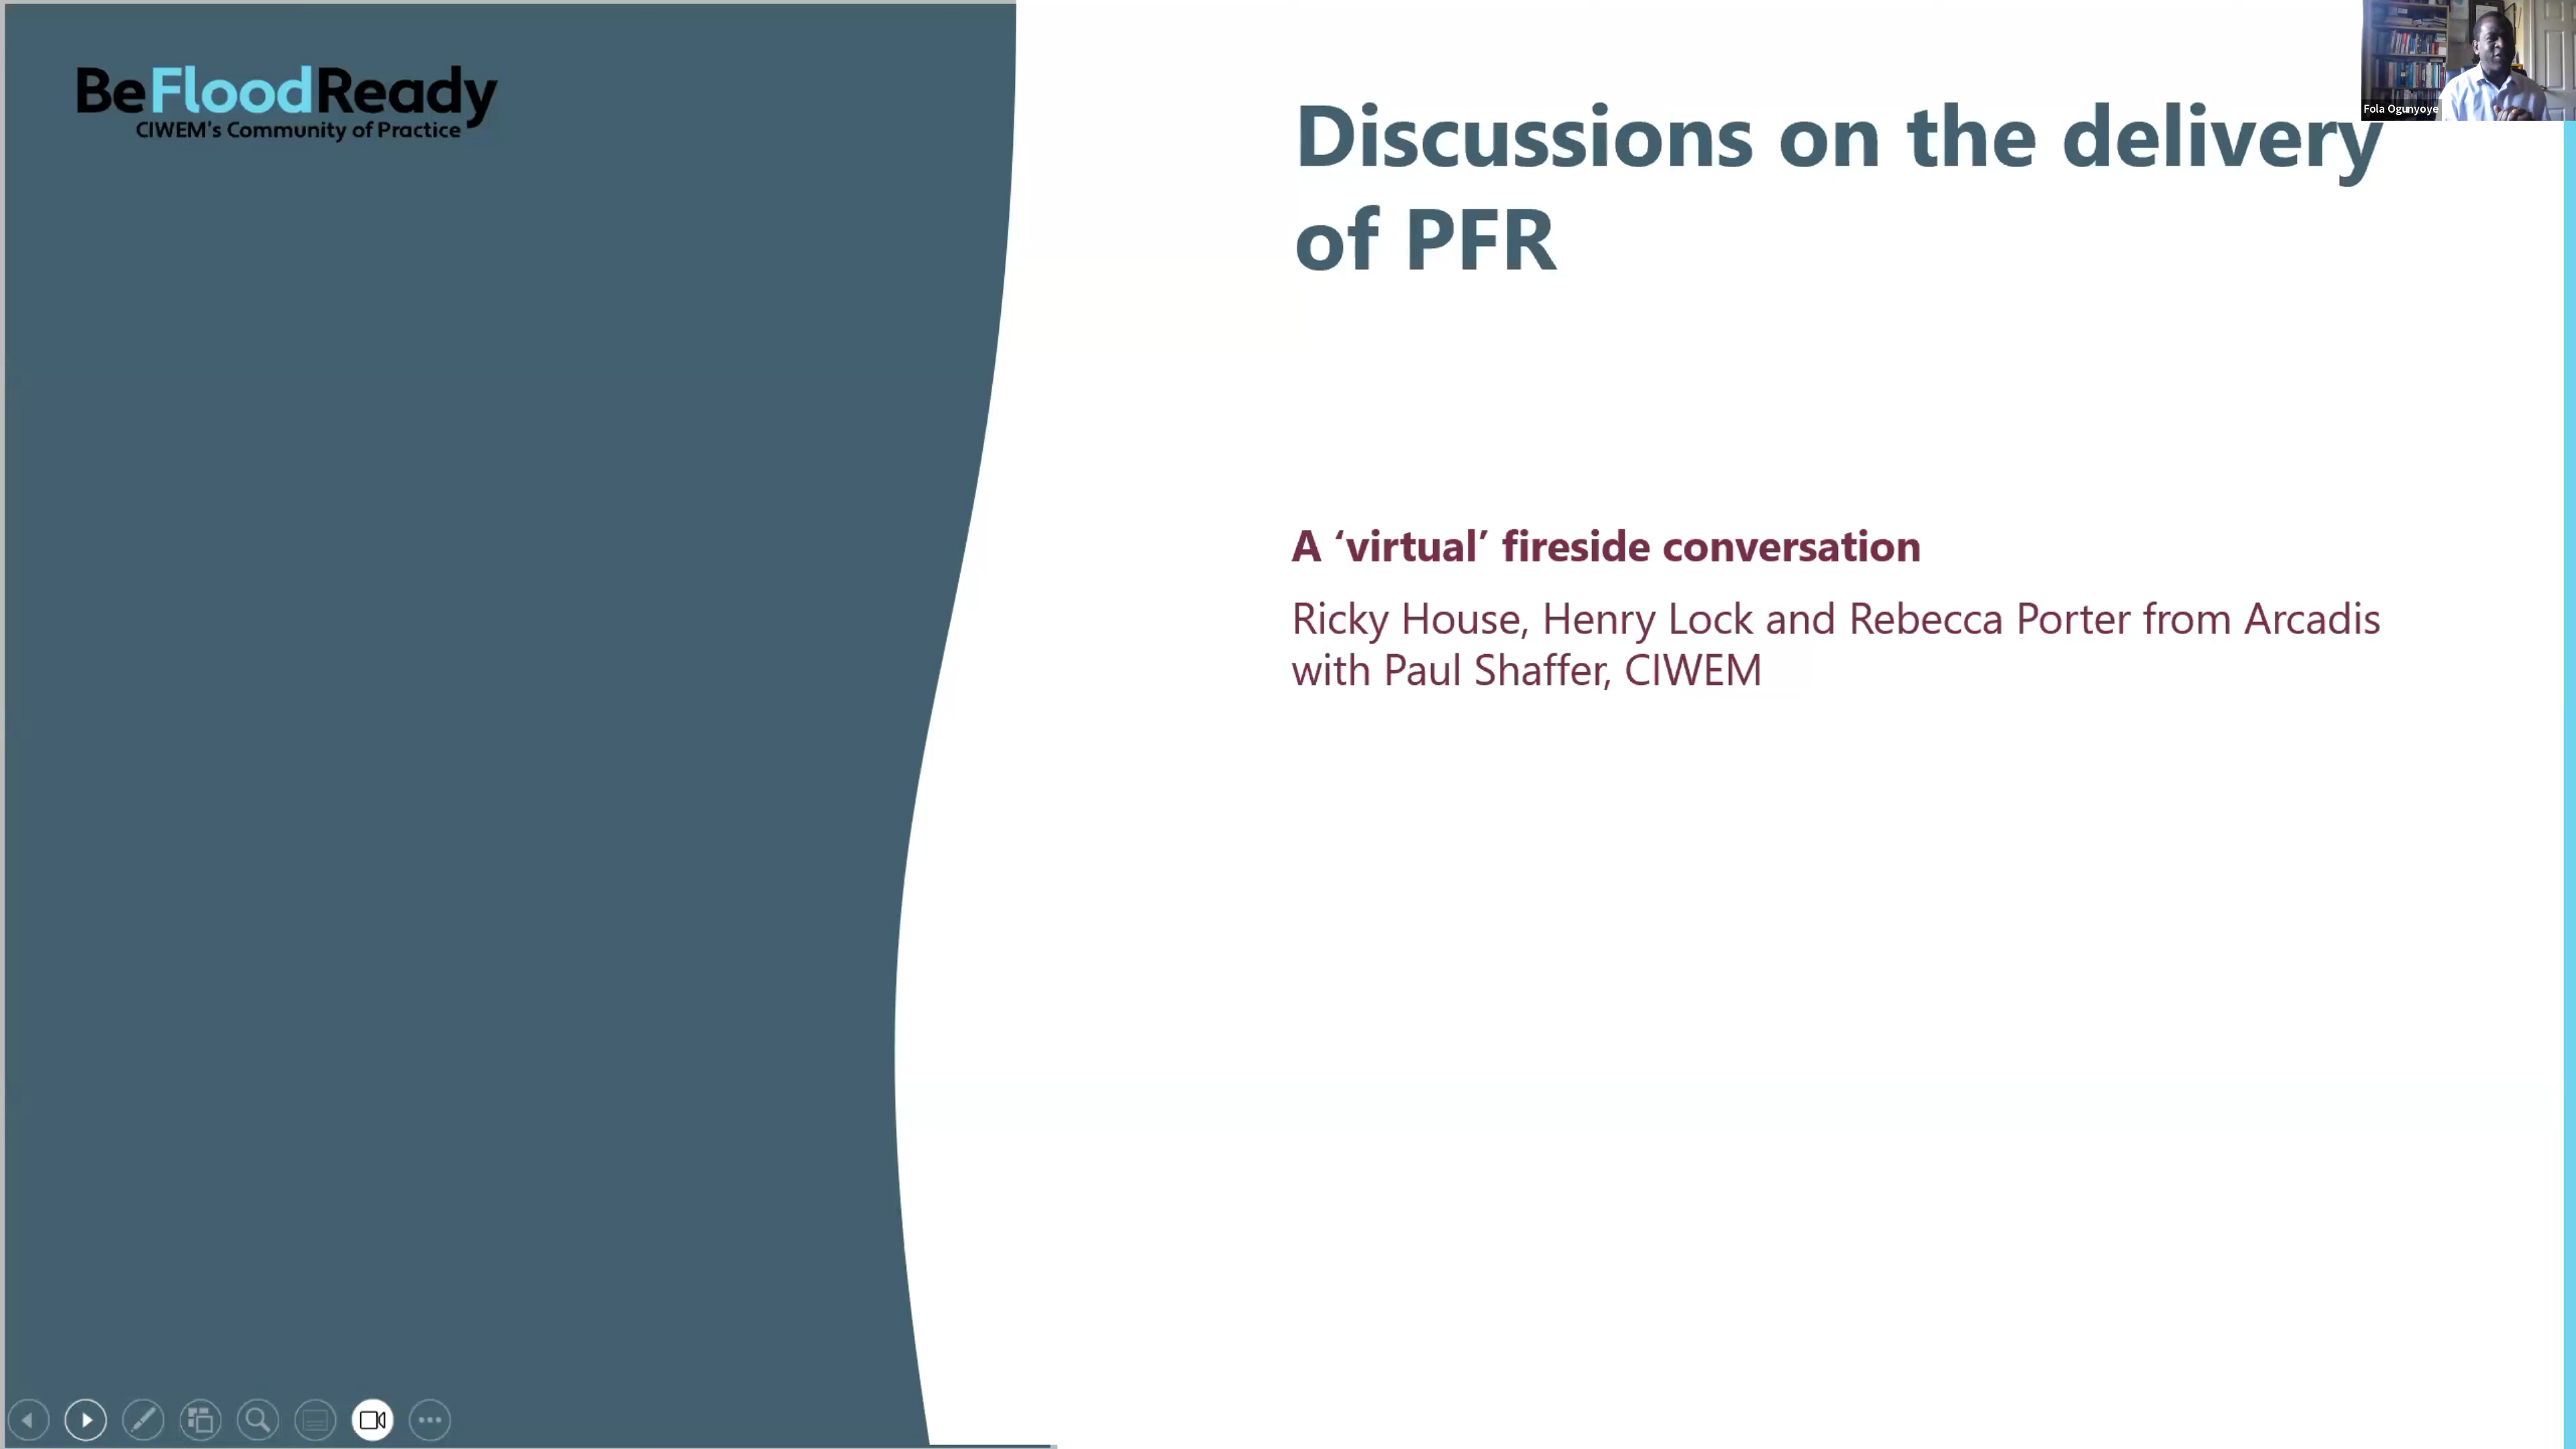 BeFloodReady
CIWEM's Community of Practice
Fola Ogunyoye
Discussions on the delivery
of PFR
A ‘virtual’ fireside conversation
Ricky House, Henry Lock and Rebecca Porter from Arcadis
with Paul Shaffer, CIWEM